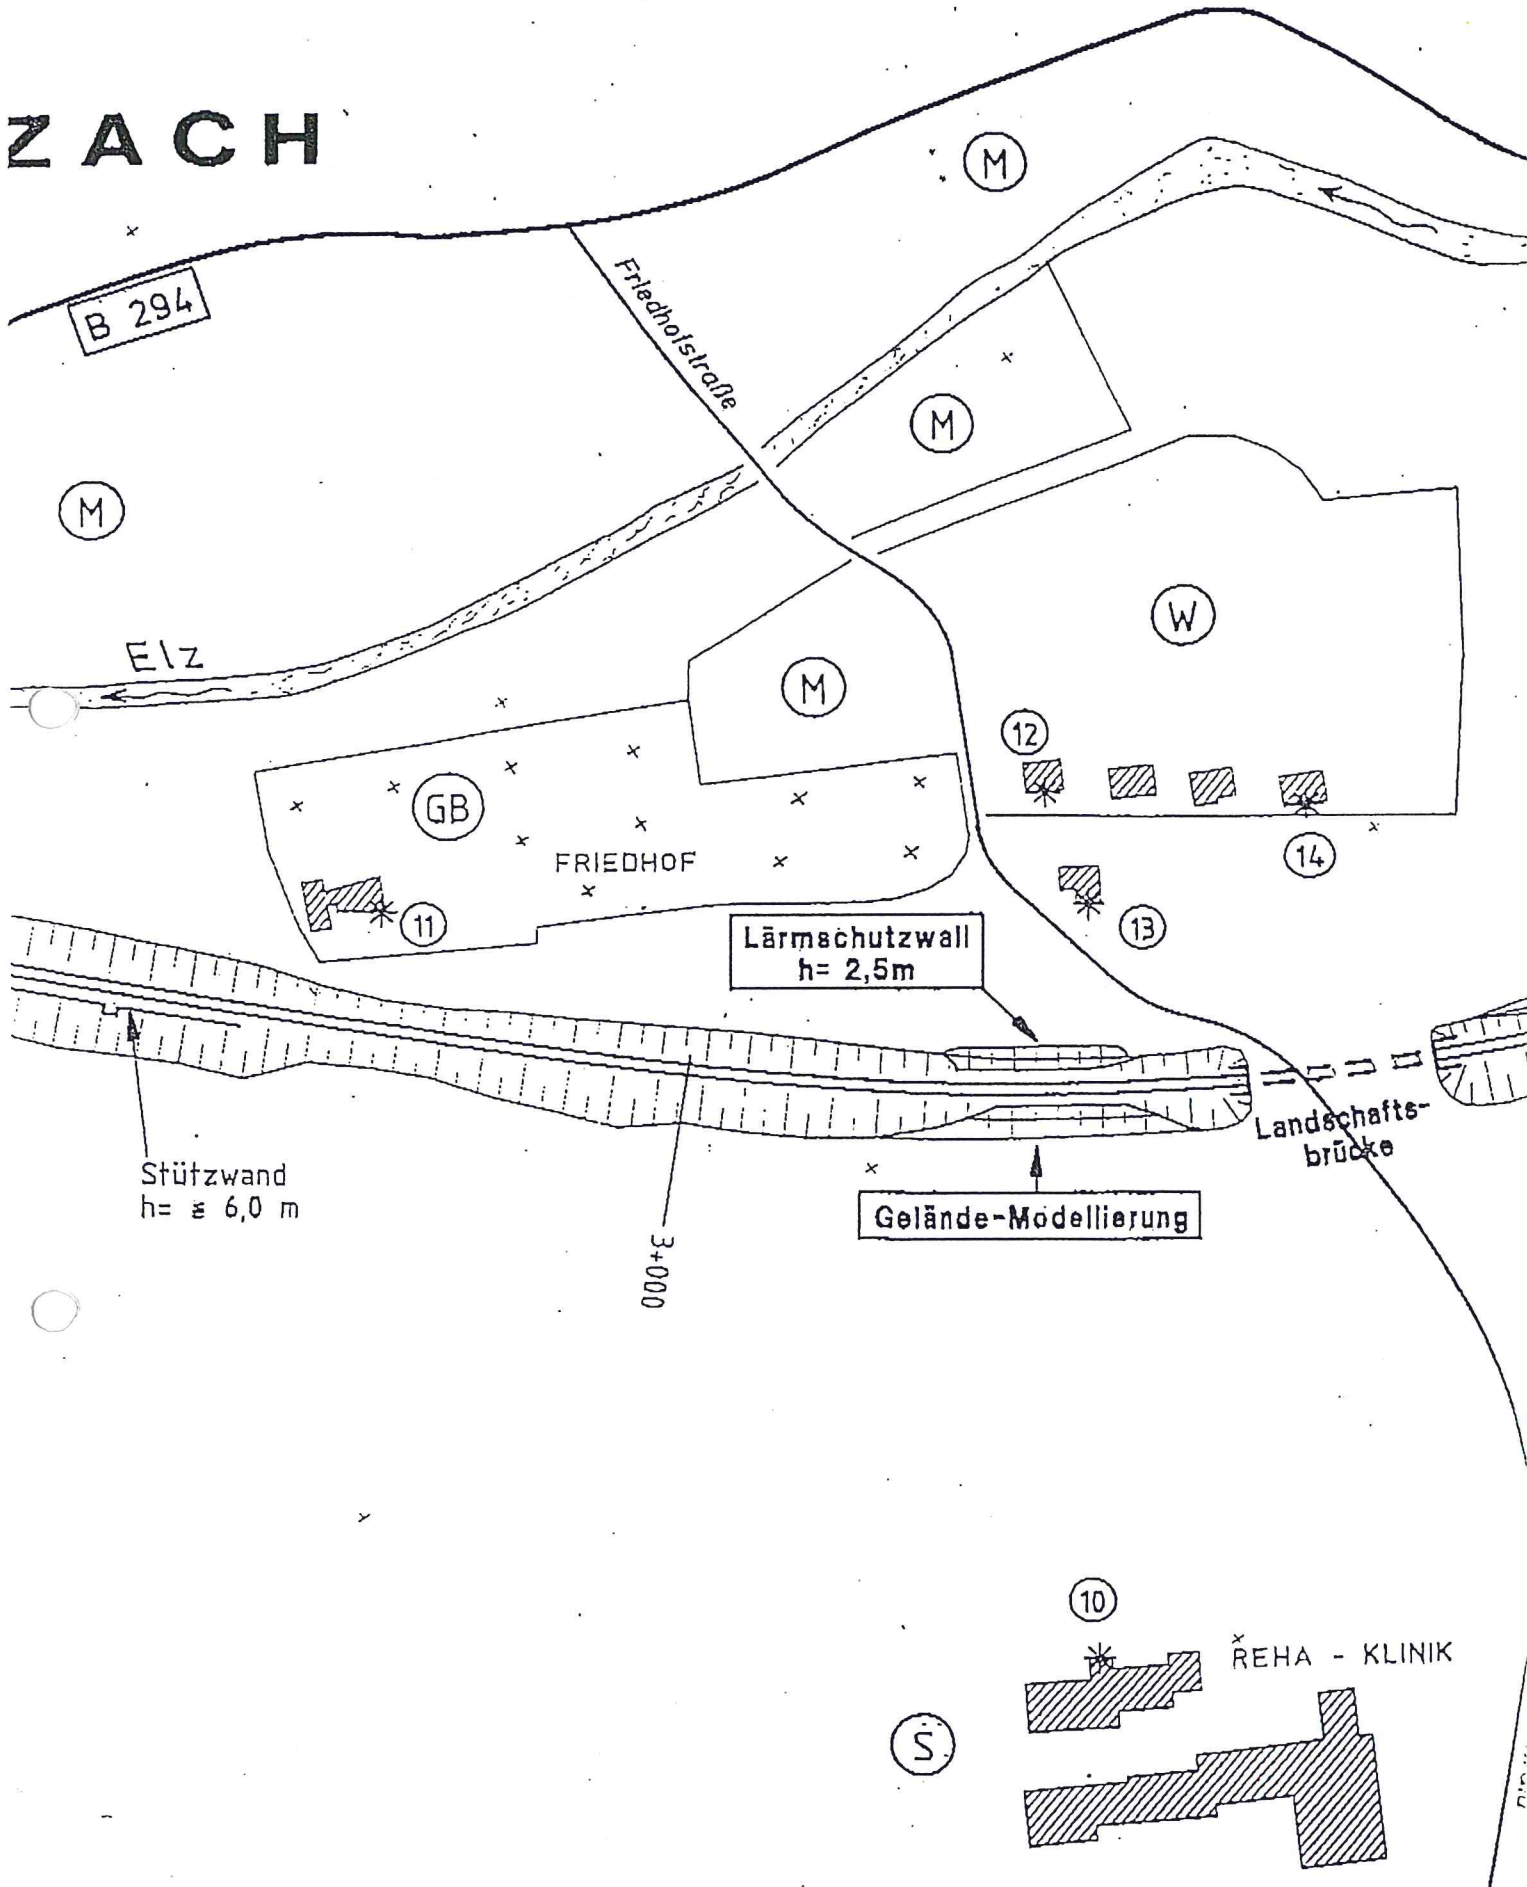 ZACH
M
B 294
Friedhofstraße
M
M
W
Elz
M
12
GB
FRIEDHOF
14
11
13
Lärmschutzwall
h= 2,5m
Landschafts-
brücke
Stützwand
h= ≦ 6,0 m
Gelände-Modellierung
3+000
10
REHA - KLINIK
S